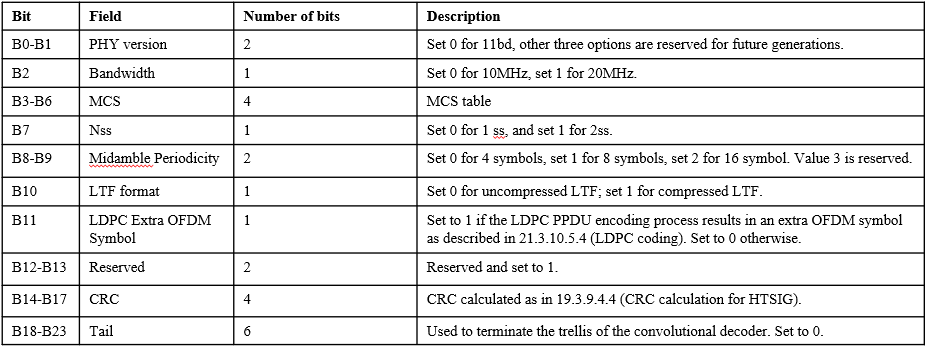 Bit Field Number of bits Description
B0-B1 PHY version 2 Set 0 for 11bd, other three options are reserved for future generations.
B2 Bandwidth 1 Set 0 for 10MHz, set 1 for 20MHz.
B3-B6 MCS 4 MCS table
B7 Nss 1 Set 0 for 1 ss, and set 1 for 2ss.
B8-B9 Midamble Periodicity 2 Set 0 for 4 symbols, set 1 for 8 symbols, set 2 for 16 symbol. Value 3 is reserved.
B10 LTF format 1 Set 0 for uncompressed LTF; set 1 for compressed LTF.
B11 LDPC Extra OFDM 1 Set to 1 if the LDPC PPDU encoding process results in an extra OFDM symbol
Symbol as described in 21.3.10.5.4 (LDPC coding). Set to 0 otherwise.
B12-B13 Reserved 2 Reserved and set to 1.
B14-B17 CRC 4 CRC calculated as in 19.3.9.4.4 (CRC calculation for HTSIG).
B18-B23 Tail 6 Used to terminate the trellis of the convolutional decoder. Set to 0.